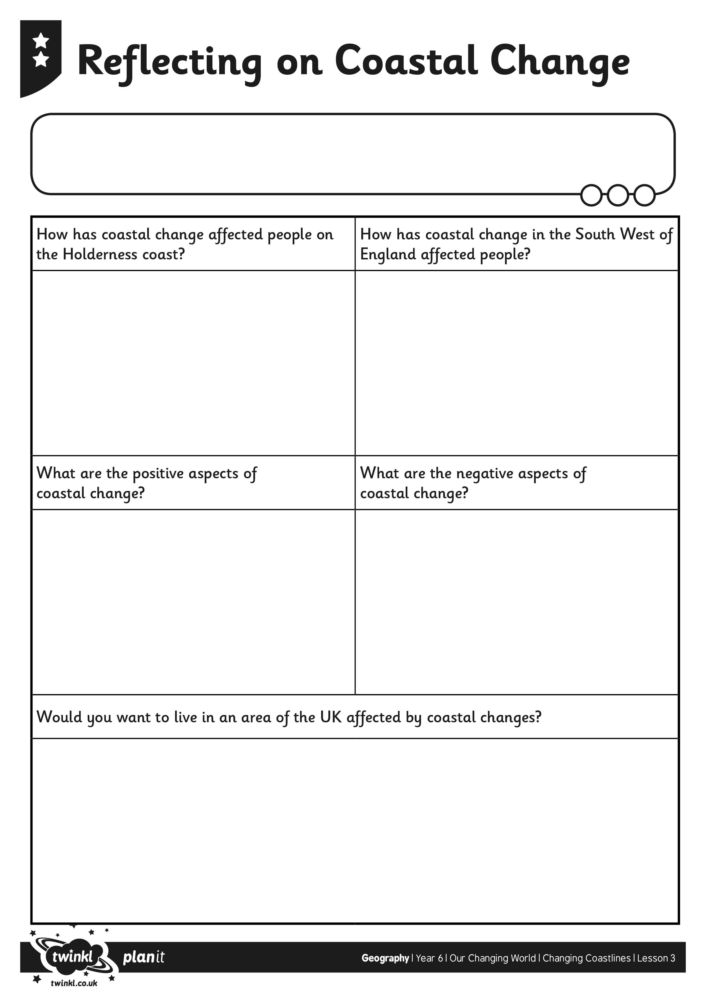 Reflecting on Coastal Change
How has coastal change affected people on
the Holderness coast?
How has coastal change in the South West of
England affected people?
What are the positive aspects of
coastal change?
What are the negative aspects of
coastal change?
Would you want to live in an area of the UK affected by coastal changes?
twinkl
planit
Geography | Year 6 | Our Changing World | Changing Coastlines | Lesson 3
twinkl.co.uk